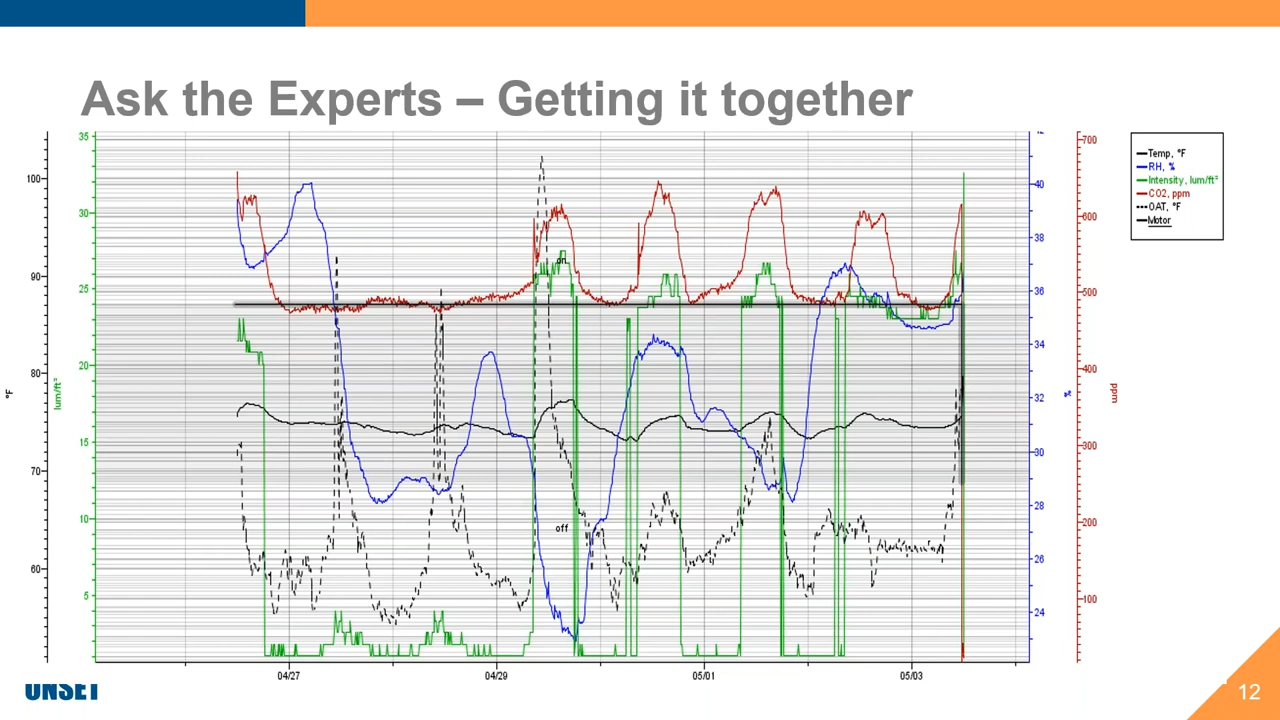 Ask the Experts – Getting it together
35
30
25
20
15
10
5
100
90
80
70
60
°F
lum/ft²
40
38
36
34
32
30
28
26
24
%
700
600
500
400
300
200
100
ppm
on
off
04/27
04/29
05/01
05/03
Temp, °F
RH, %
Intensity, lum/ft²
CO2, ppm
OAT, °F
Motor
12